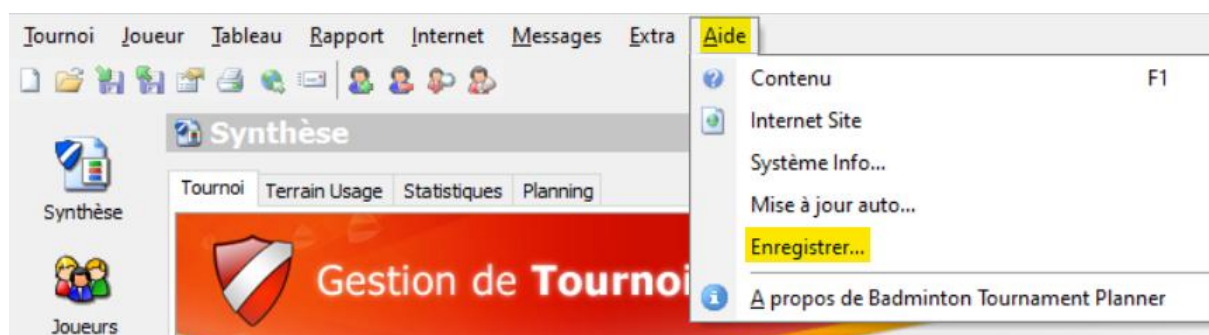 Tournoi Joueur Tableau Rapport Internet Messages Extra Aide
Contenu F1
Internet Site
Système Info...
Mise à jour auto...
Enregistrer...
A propos de Badminton Tournament Planner
Synthèse
Tournoi Terrain Usage Statistiques Planning
Gestion de Tournoi
Synthèse
Joueurs